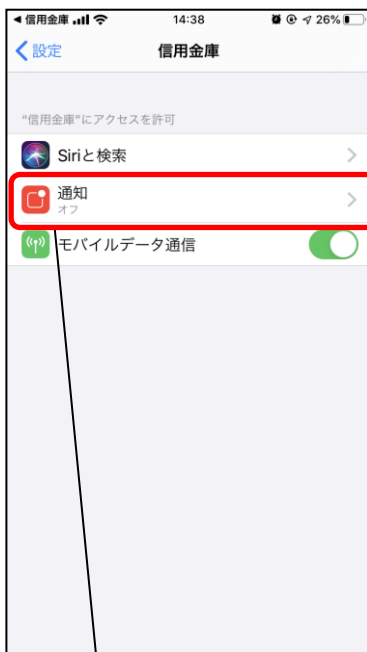 ◀信用金庫 14:38 26%
設定 信用金庫
“信用金庫”にアクセスを許可
Siriと検索
通知
オフ
モバイルデータ通信